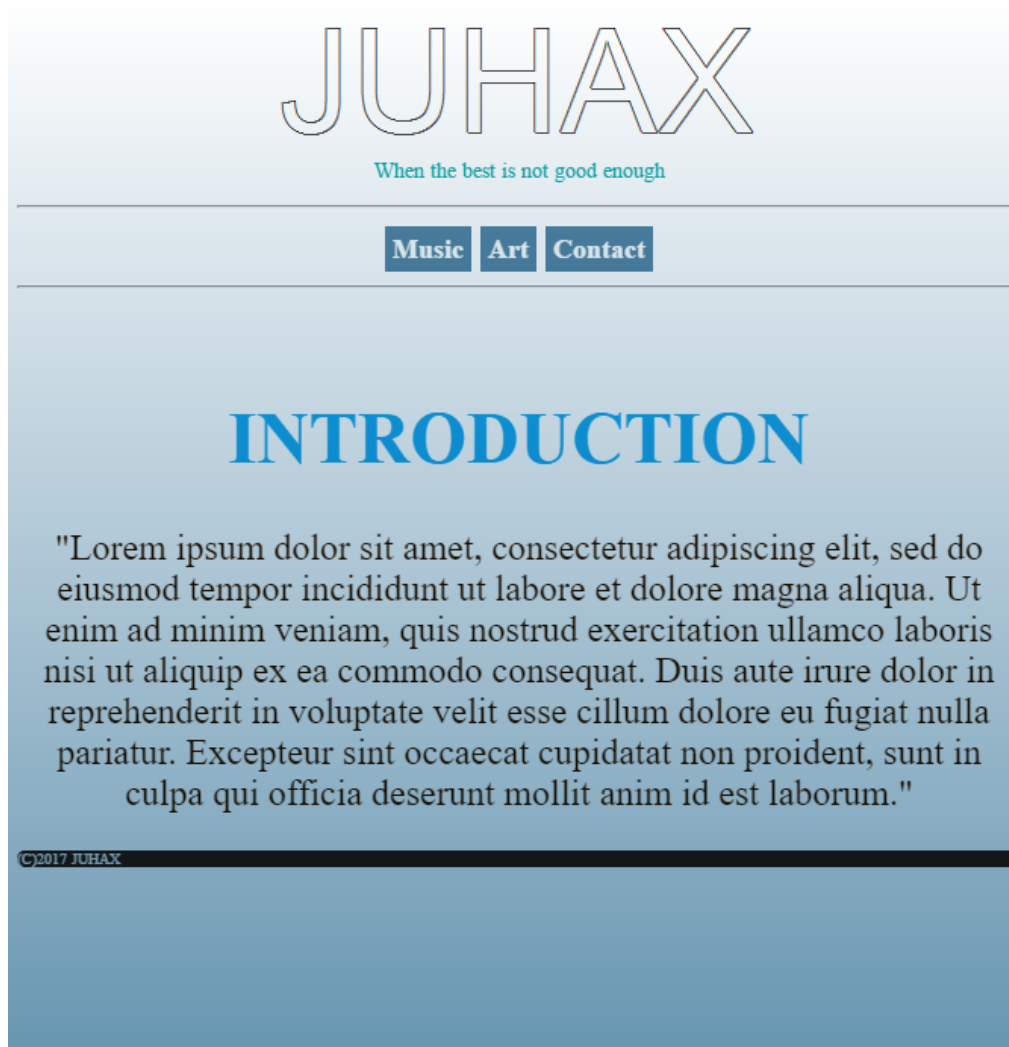 JUHAX
When the best is not good enough
Music Art Contact
INTRODUCTION
"Lorem ipsum dolor sit amet, consectetur adipiscing elit, sed do
eiusmod tempor incididunt ut labore et dolore magna aliqua. Ut
enim ad minim veniam, quis nostrud exercitation ullamco laboris
nisi ut aliquip ex ea commodo consequat. Duis aute irure dolor in
reprehenderit in voluptate velit esse cillum dolore eu fugiat nulla
pariatur. Excepteur sint occaecat cupidatat non proident, sunt in
culpa qui officia deserunt mollit anim id est laborum."
(C)2017 JUHAX